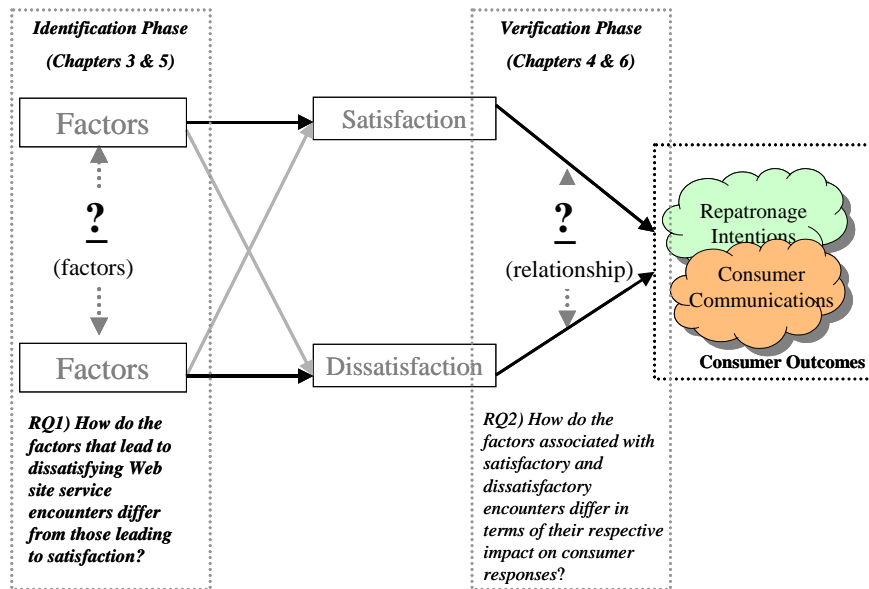 Identification Phase
(Chapters 3 & 5)
Verification Phase
(Chapters 4 & 6)
Factors
Satisfaction
?
(factors)
?
(relationship)
Repatronage
Intentions
Consumer
Communications
Consumer Outcomes
Factors
Dissatisfaction
RQ1) How do the
factors that lead to
dissatisfying Web
site service
encounters differ
from those leading
to satisfaction?
RQ2) How do the
factors associated with
satisfactory and
dissatisfactory
encounters differ in
terms of their respective
impact on consumer
responses?